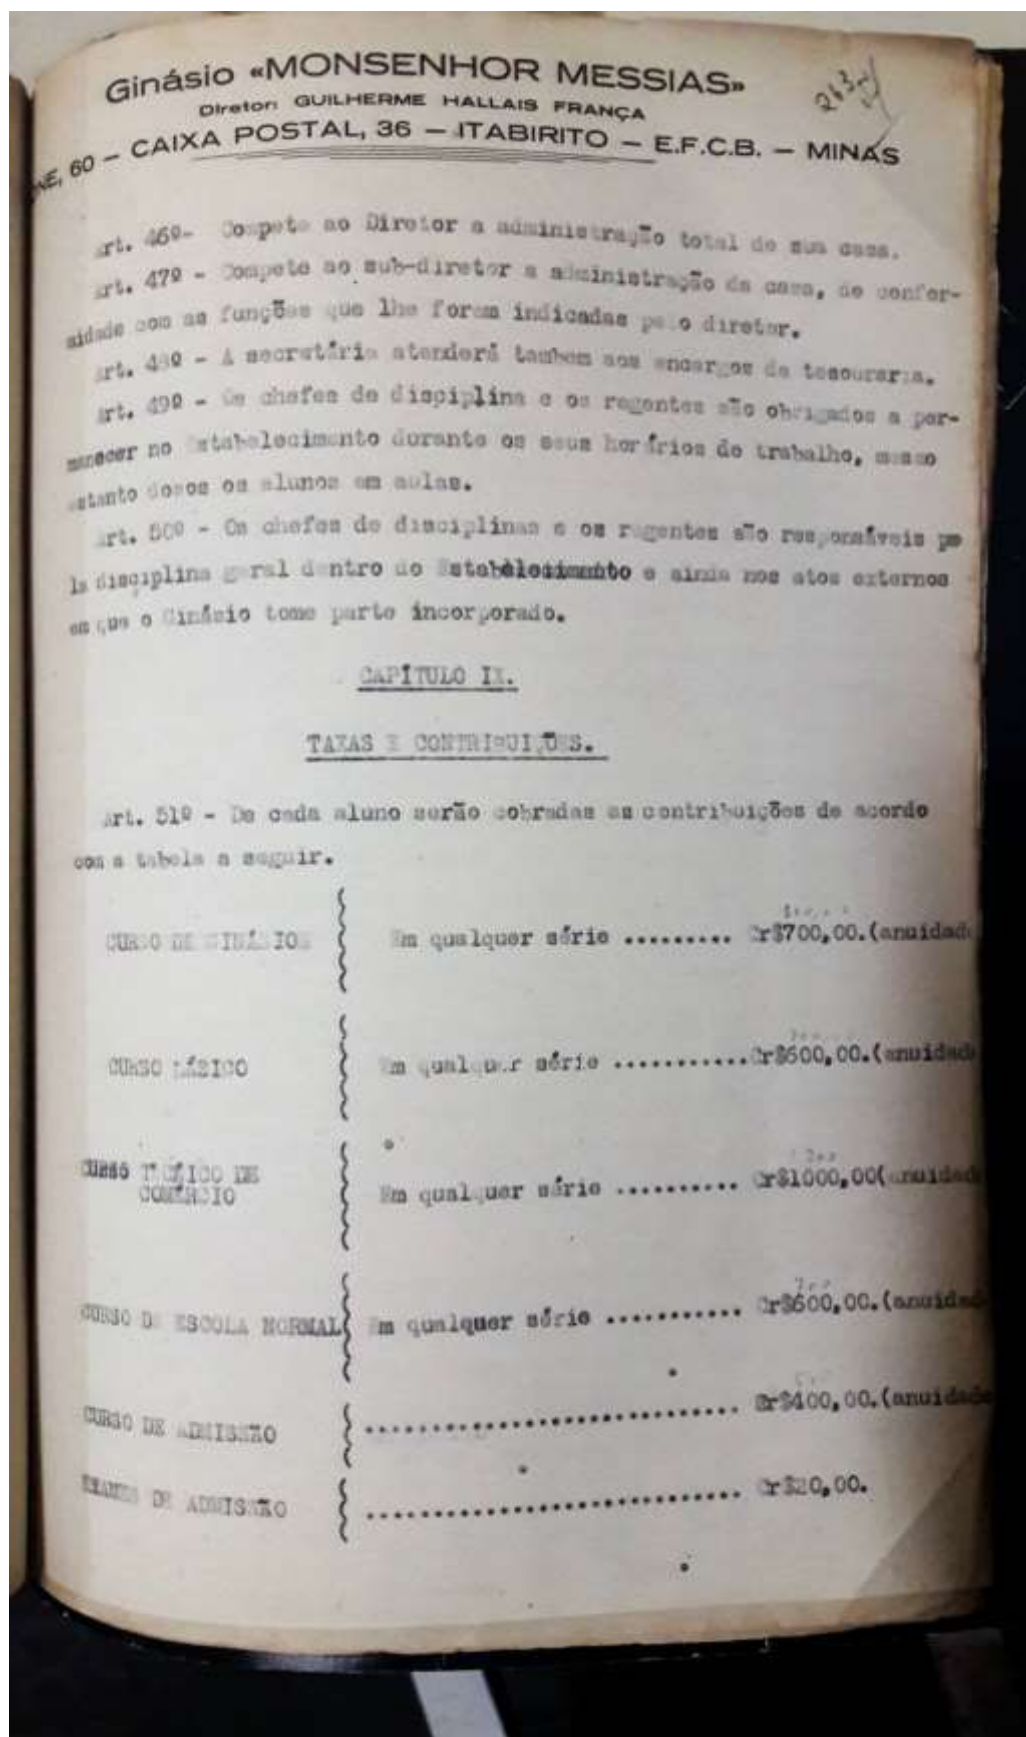 Ginásio «MONSENHOR MESSIAS»
263
Diretor: GUILHERME HALLAIS FRANÇA
NE, 60 – CAIXA POSTAL, 36 – ITABIRITO – E.F.C.B. – MINAS
Art. 46º- Compete ao Diretor a administração total de sua casa.
Art. 47º - Compete ao sub-diretor a administração da casa, de confor-
midade com as funções que lhe forem indicadas pelo diretor.
Art. 48º - A secretária atenderá tambem aos encargos de tesouraria.
Art. 49º - Os chefes de disciplina e os regentes são obrigados a per-
manecer no Estabelecimento durante os seus horários de trabalho, mesmo
estanto os alunos em aulas.
Art. 50º - Os chefes de disciplinas e os regentes são responsáveis pe
la disciplina geral dentro do Estabelecimento e ainda nos atos externos
em que o Ginásio tome parte incorporado.
CAPÍTULO IX.
TAXAS E CONTRIBUIÇÕES.
Art. 51º - De cada aluno serão cobradas as contribuições de acordo
com a tabela a seguir.
CURSO DE Em qualquer série ......... Cr$700,00.(anuidade
CURSO BÁSICO Em qualquer série ........... Cr$600,00.(anuidade
CURSO TÉCNICO DE
COMÉRCIO Em qualquer série .......... Cr$1000,00(anuidade
700
CURSO DE ESCOLA NORMAL Em qualquer série ........... Cr$600,00.(anuidade
CURSO DE ADMISSÃO ............................. Cr$400,00.(anuidade
EXAMES DE ADMISSÃO ............................. Cr$20,00.